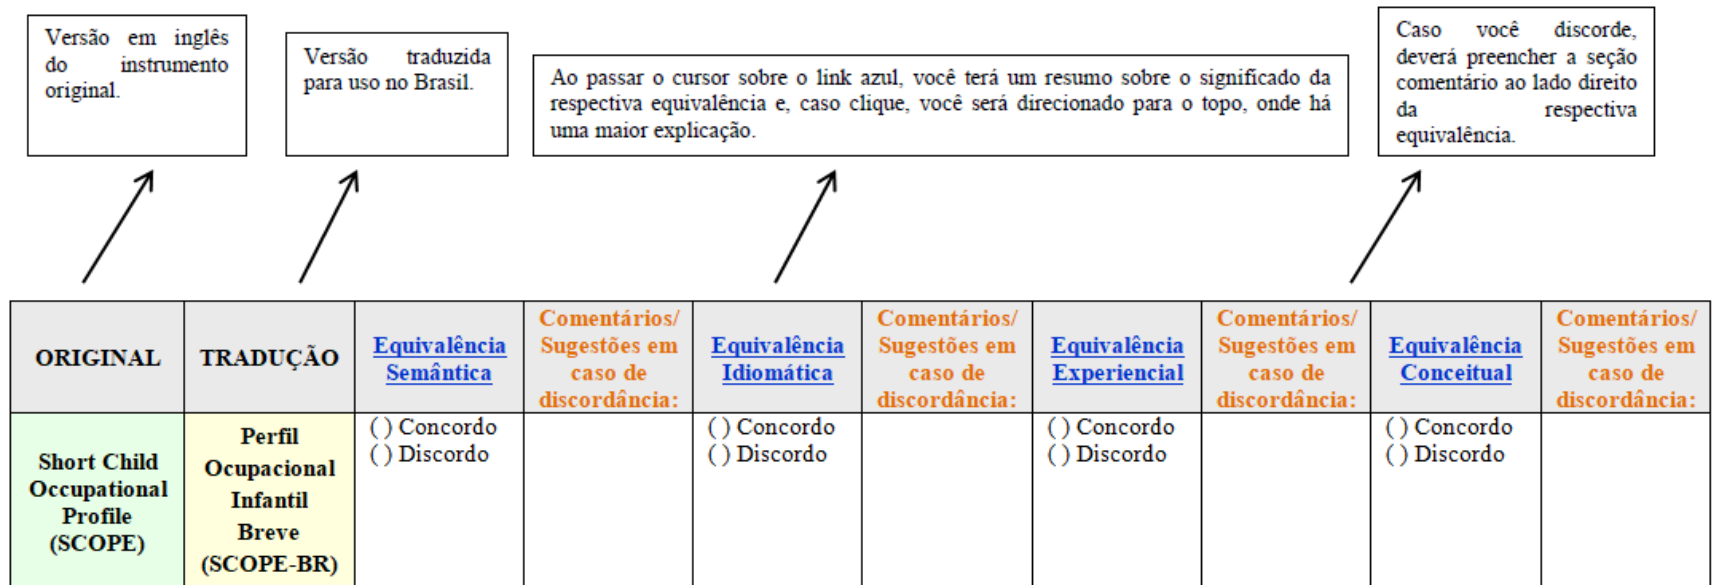 Versão em inglês
do instrumento
original.
Versão traduzida
para uso no Brasil.
Ao passar o cursor sobre o link azul, você terá um resumo sobre o significado da
respectiva equivalência e, caso clique, você será direcionado para o topo, onde há
uma maior explicação.
Caso você discorde,
deverá preencher a seção
comentário ao lado direito
da respectiva
equivalência.
ORIGINAL
TRADUÇÃO
Equivalência
Semântica
Comentários/
Sugestões em
caso de
discordância:
Equivalência
Idiomática
Comentários/
Sugestões em
caso de
discordância:
Equivalência
Experiencial
Comentários/
Sugestões em
caso de
discordância:
Equivalência
Conceitual
Comentários/
Sugestões em
caso de
discordância:
Short Child
Occupational
Profile
(SCOPE)
Perfil
Ocupacional
Infantil
Breve
(SCOPE-BR)
( ) Concordo
( ) Discordo
( ) Concordo
( ) Discordo
( ) Concordo
( ) Discordo
( ) Concordo
( ) Discordo